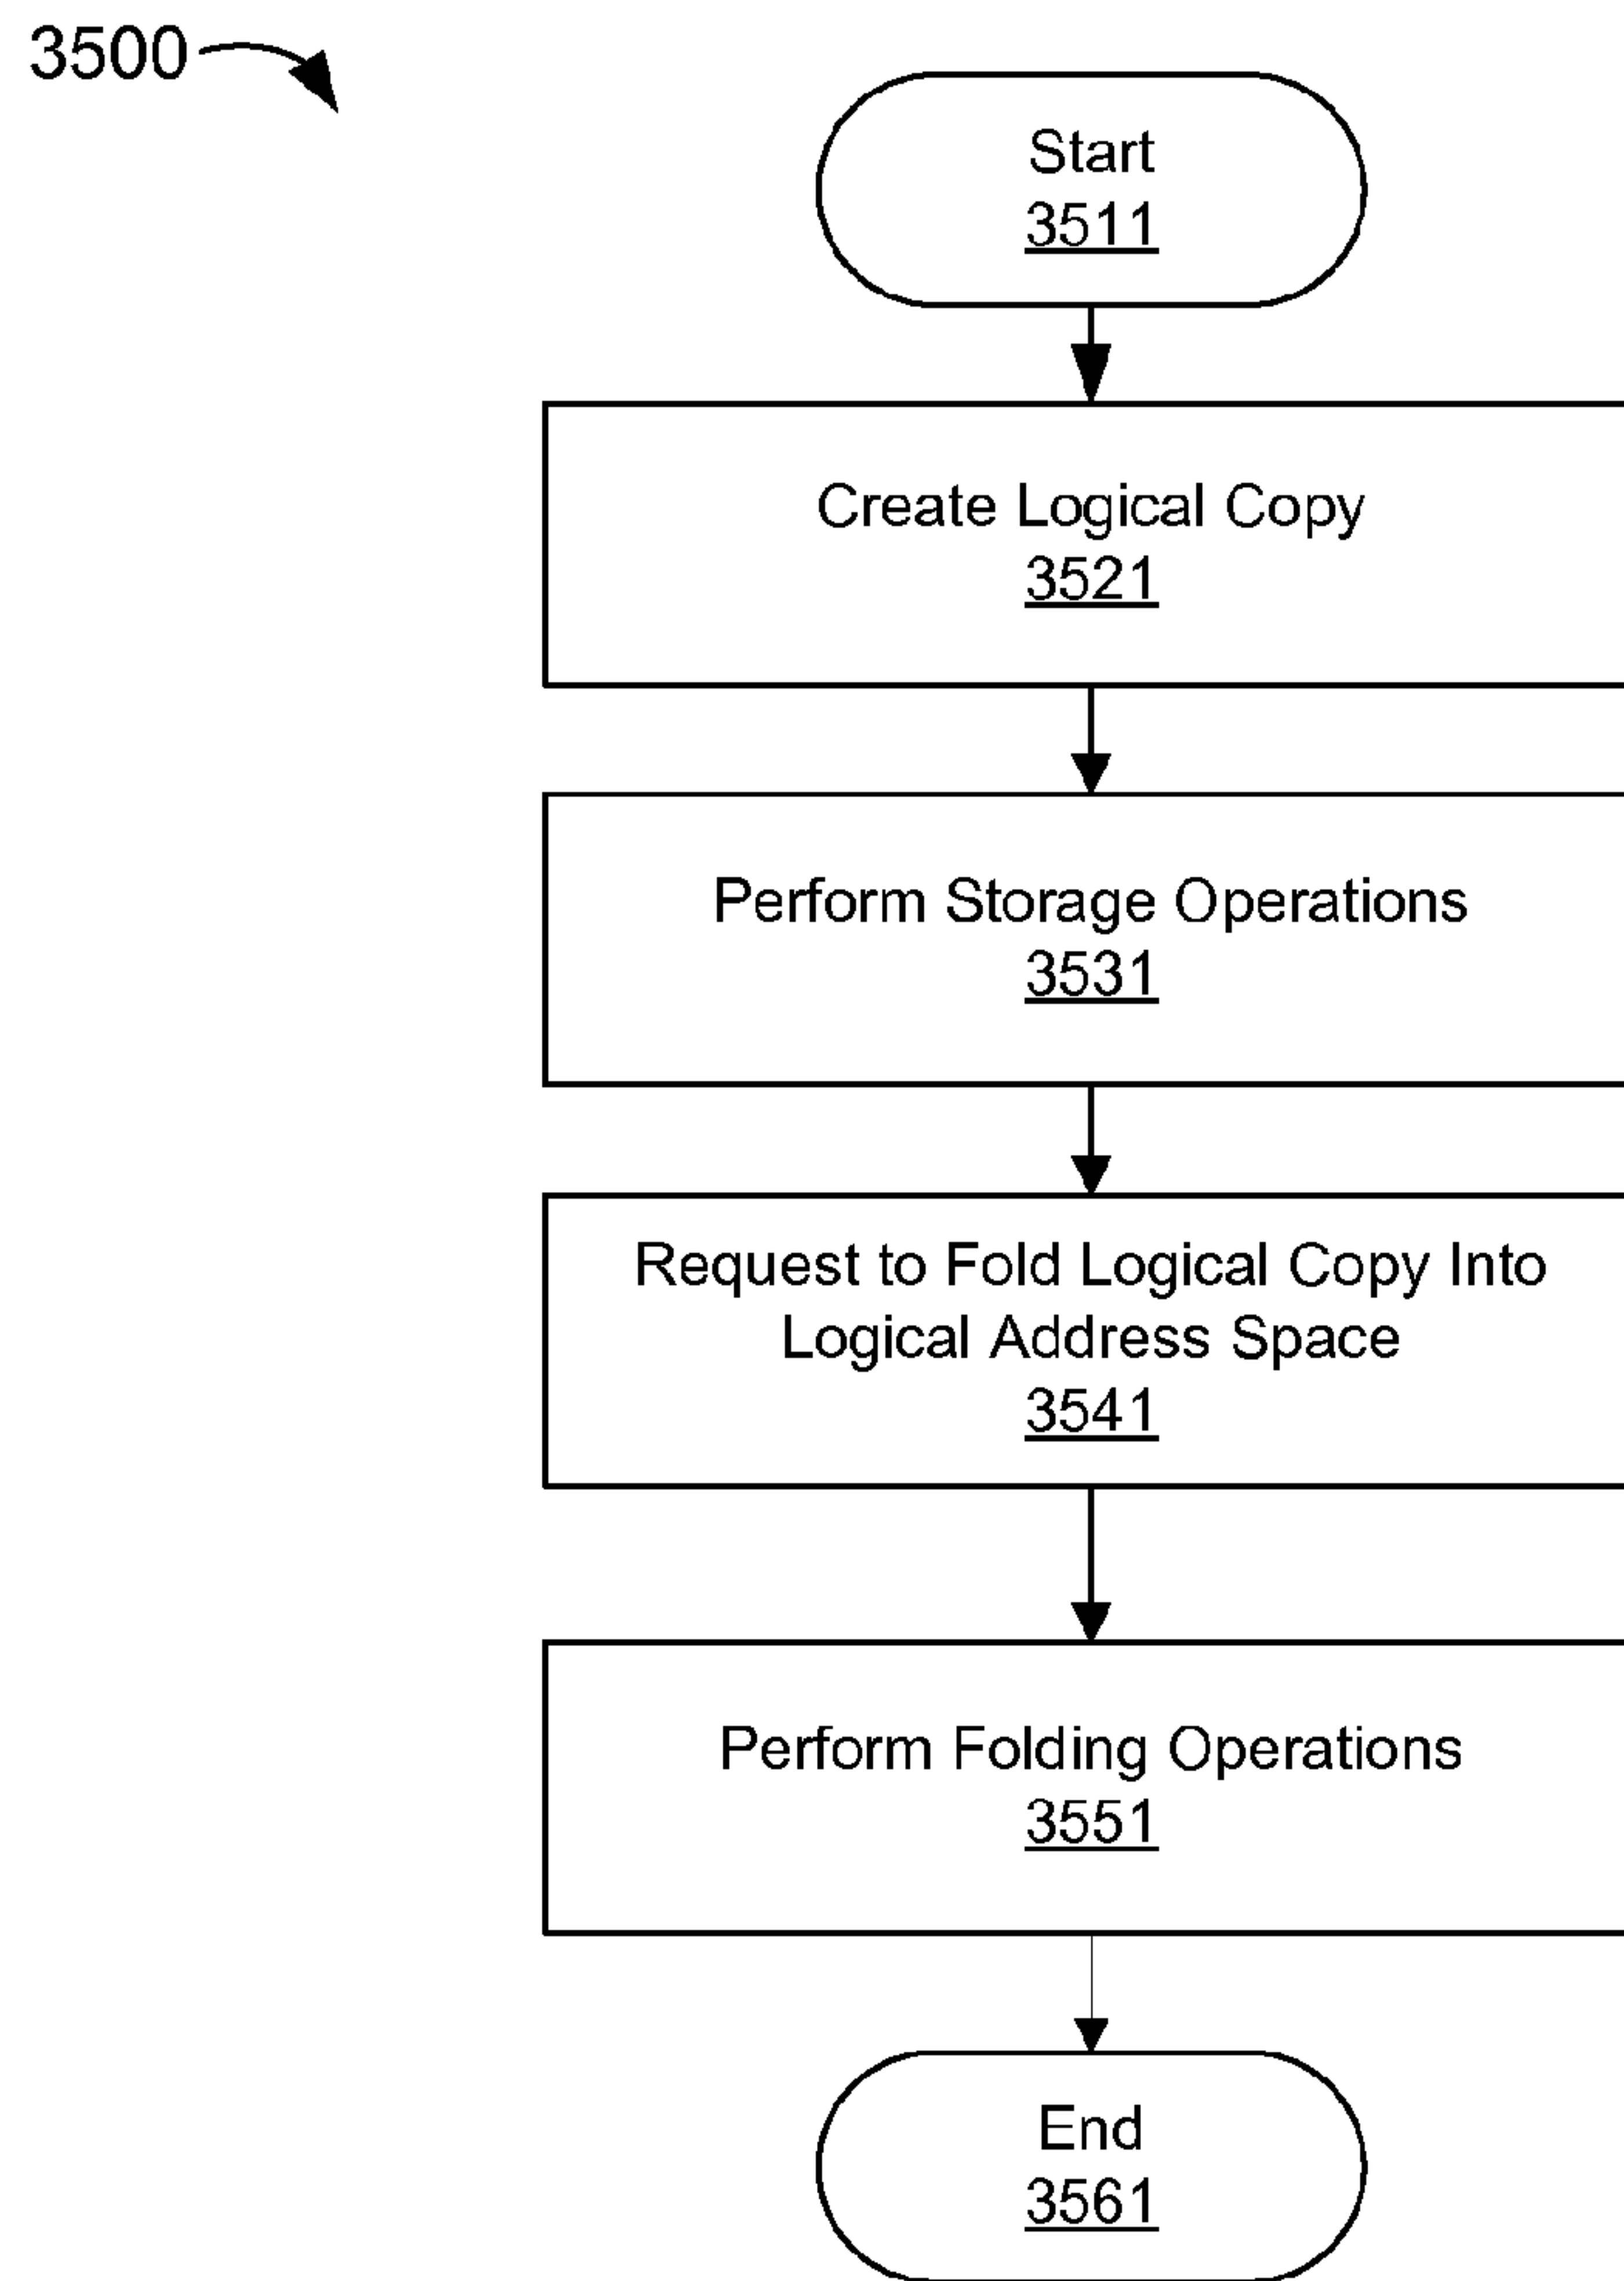 3500
Start
3511
Create Logical Copy
3521
Perform Storage Operations
3531
Request to Fold Logical Copy Into
Logical Address Space
3541
Perform Folding Operations
3551
End
3561